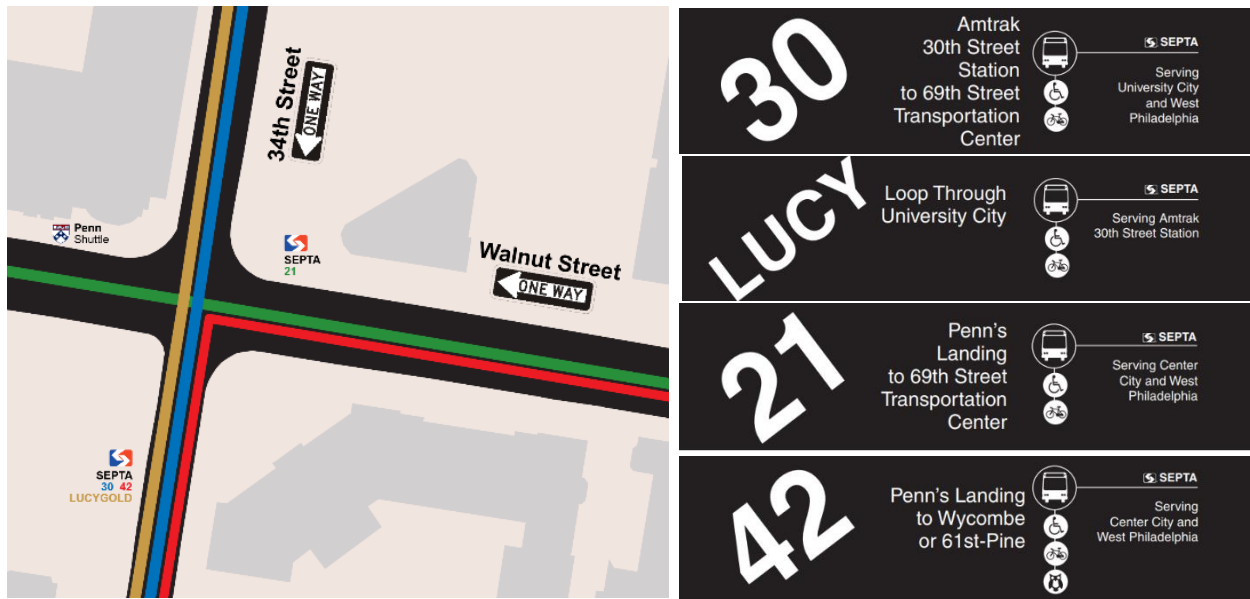 34th Street
ONE WAY
Penn
Shuttle
SEPTA
21
Walnut Street
ONE WAY
SEPTA
30 42
LUCYGOLD
30
Amtrak
30th Street
Station
to 69th Street
Transportation
Center
SEPTA
Serving
University City
and West
Philadelphia
LUCY
Loop Through
University City
SEPTA
Serving Amtrak
30th Street Station
21
Penn's
Landing
to 69th Street
Transportation
Center
SEPTA
Serving Center
City and West
Philadelphia
42
Penn's Landing
to Wycombe
or 61st-Pine
SEPTA
Serving
Center City and
West Philadelphia